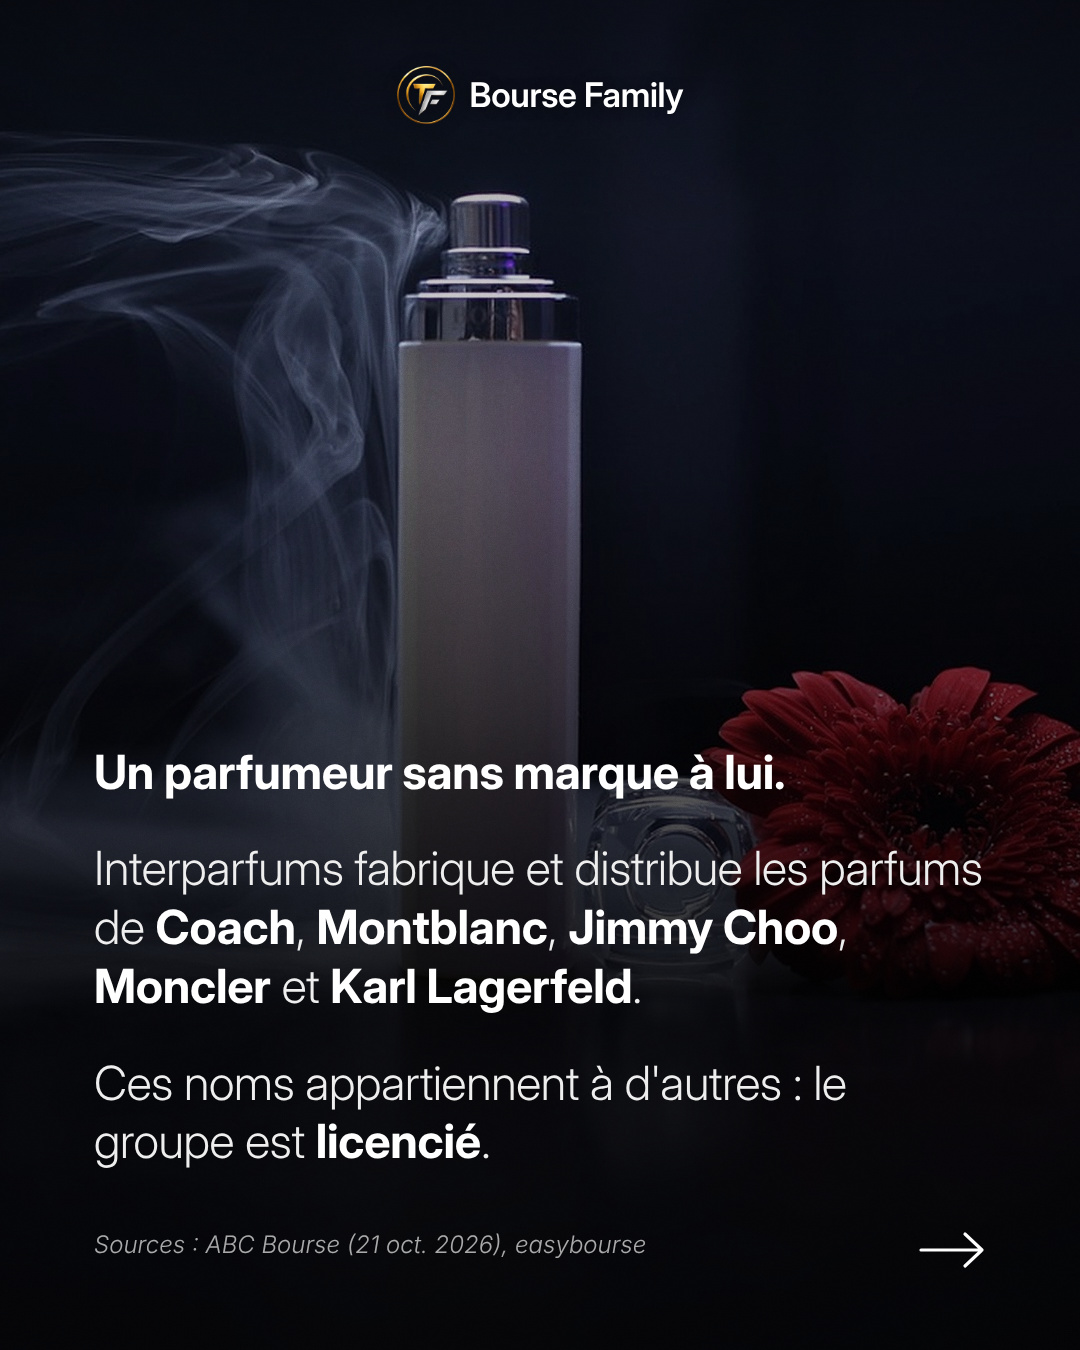 Bourse Family
Un parfumeur sans marque à lui.
Interparfums fabrique et distribue les parfums
de Coach, Montblanc, Jimmy Choo,
Moncler et Karl Lagerfeld.
Ces noms appartiennent à d'autres : le
groupe est licencié.
Sources : ABC Bourse (21 oct. 2026), easybourse